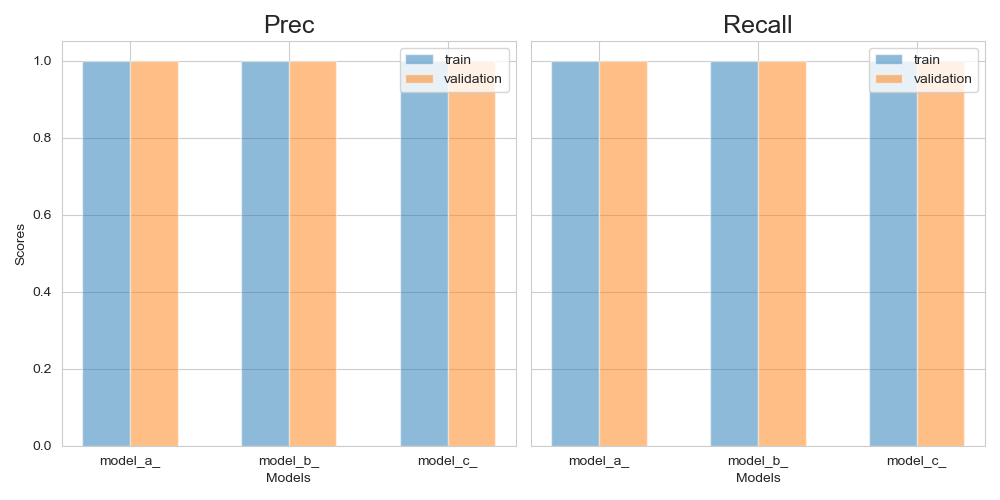 Prec
Recall
train
validation
train
validation
1.0
0.8
0.6
0.4
0.2
0.0
Scores
model_a_
model_b_
model_c_
model_a_
model_b_
model_c_
Models
Models